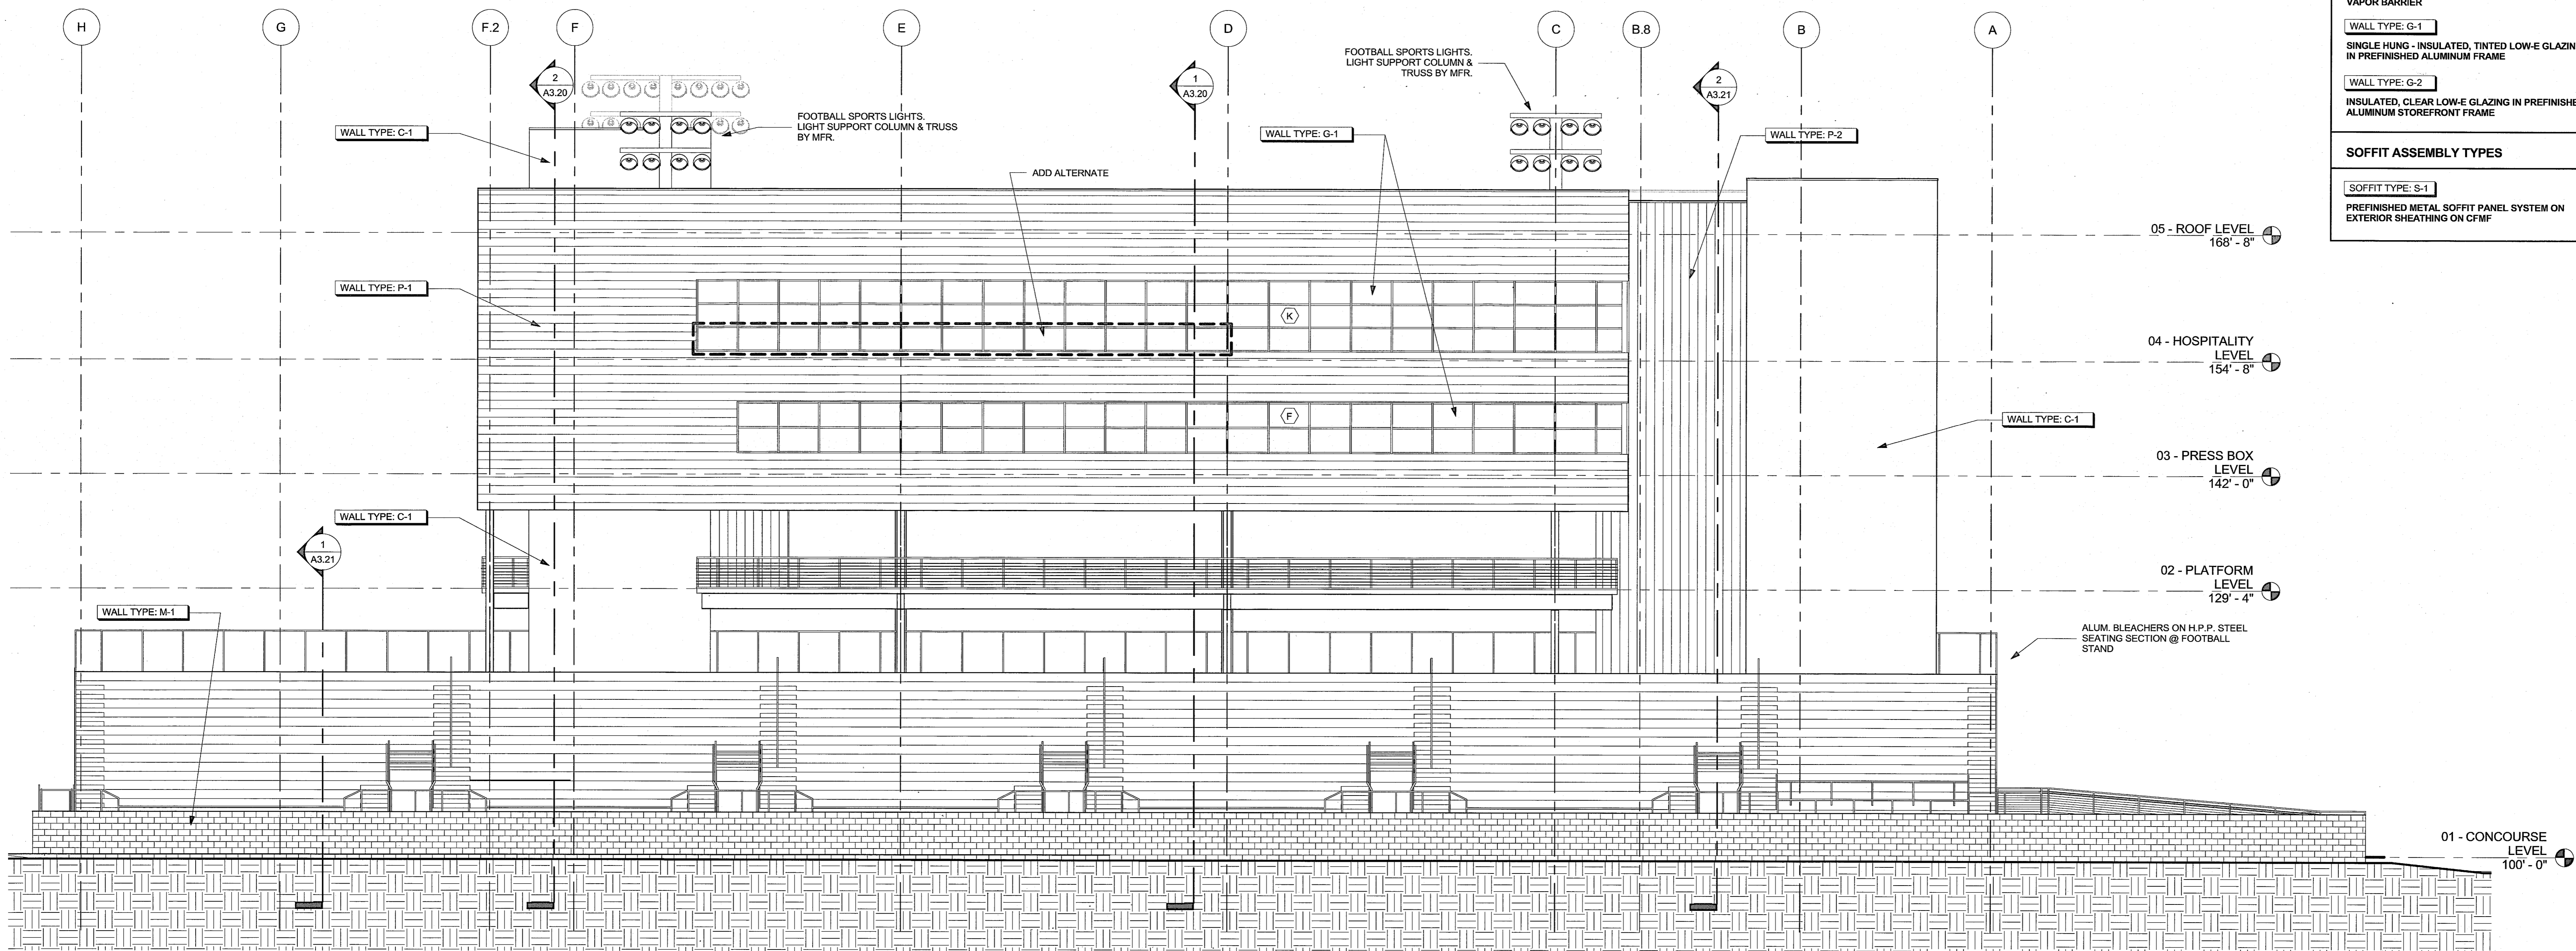 H
G
F.2
F
E
D
C
B.8
B
A
2
A3.20
1
A3.20
2
A3.21
FOOTBALL SPORTS LIGHTS.
LIGHT SUPPORT COLUMN &
TRUSS BY MFR.
FOOTBALL SPORTS LIGHTS.
LIGHT SUPPORT COLUMN & TRUSS
BY MFR.
WALL TYPE: C-1
WALL TYPE: G-1
WALL TYPE: P-2
ADD ALTERNATE
WALL TYPE: P-1
K
F
WALL TYPE: C-1
WALL TYPE: C-1
1
A3.21
WALL TYPE: M-1
05 - ROOF LEVEL
168' - 8"
04 - HOSPITALITY
LEVEL
154' - 8"
03 - PRESS BOX
LEVEL
142' - 0"
02 - PLATFORM
LEVEL
129' - 4"
ALUM. BLEACHERS ON H.P.P. STEEL
SEATING SECTION @ FOOTBALL
STAND
01 - CONCOURSE
LEVEL
100' - 0"
VAPOR BARRIER
WALL TYPE: G-1
SINGLE HUNG - INSULATED, TINTED LOW-E GLAZIN
IN PREFINISHED ALUMINUM FRAME
WALL TYPE: G-2
INSULATED, CLEAR LOW-E GLAZING IN PREFINISHE
ALUMINUM STOREFRONT FRAME
SOFFIT ASSEMBLY TYPES
SOFFIT TYPE: S-1
PREFINISHED METAL SOFFIT PANEL SYSTEM ON
EXTERIOR SHEATHING ON CFMF